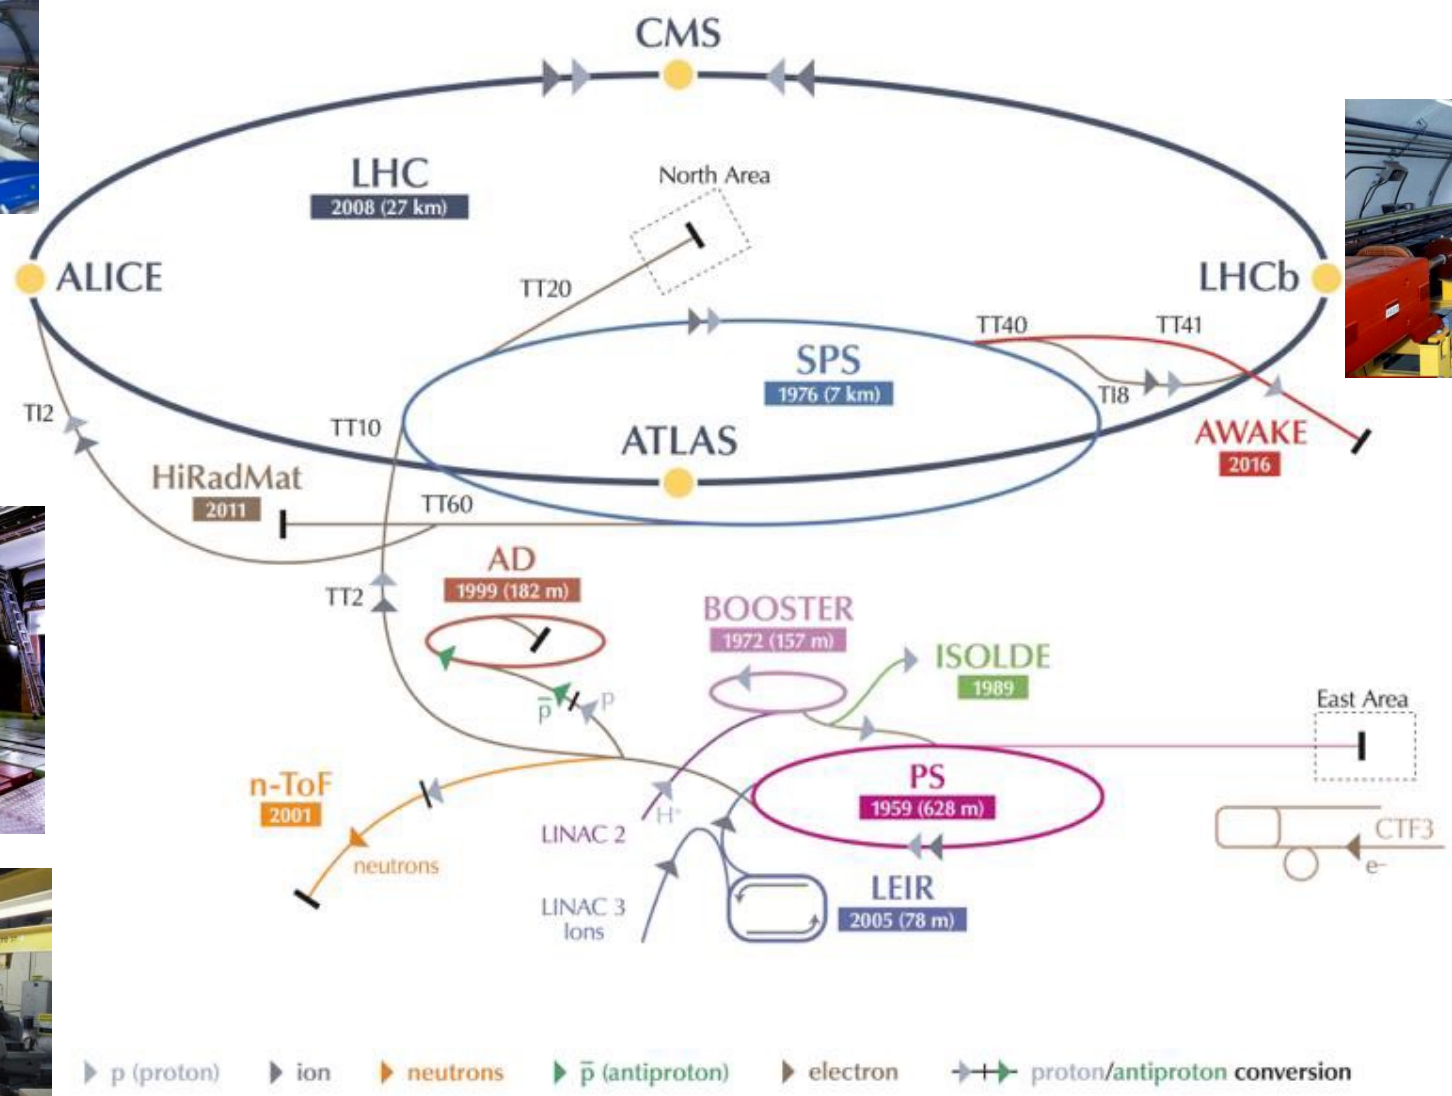 CMS
LHC
2008 (27 km)
North Area
ALICE
LHCb
TT20
TT40
TT41
SPS
1976 (7 km)
TI8
TI2
TT10
ATLAS
AWAKE
2016
HiRadMat
2011
TT60
AD
1999 (182 m)
TT2
BOOSTER
1972 (157 m)
ISOLDE
1989
p̅
p
East Area
n-ToF
2001
PS
1959 (628 m)
H⁺
LINAC 2
CTF3
neutrons
e⁻
LEIR
2005 (78 m)
LINAC 3
Ions
p (proton)
ion
neutrons
p̅ (antiproton)
electron
proton/antiproton conversion